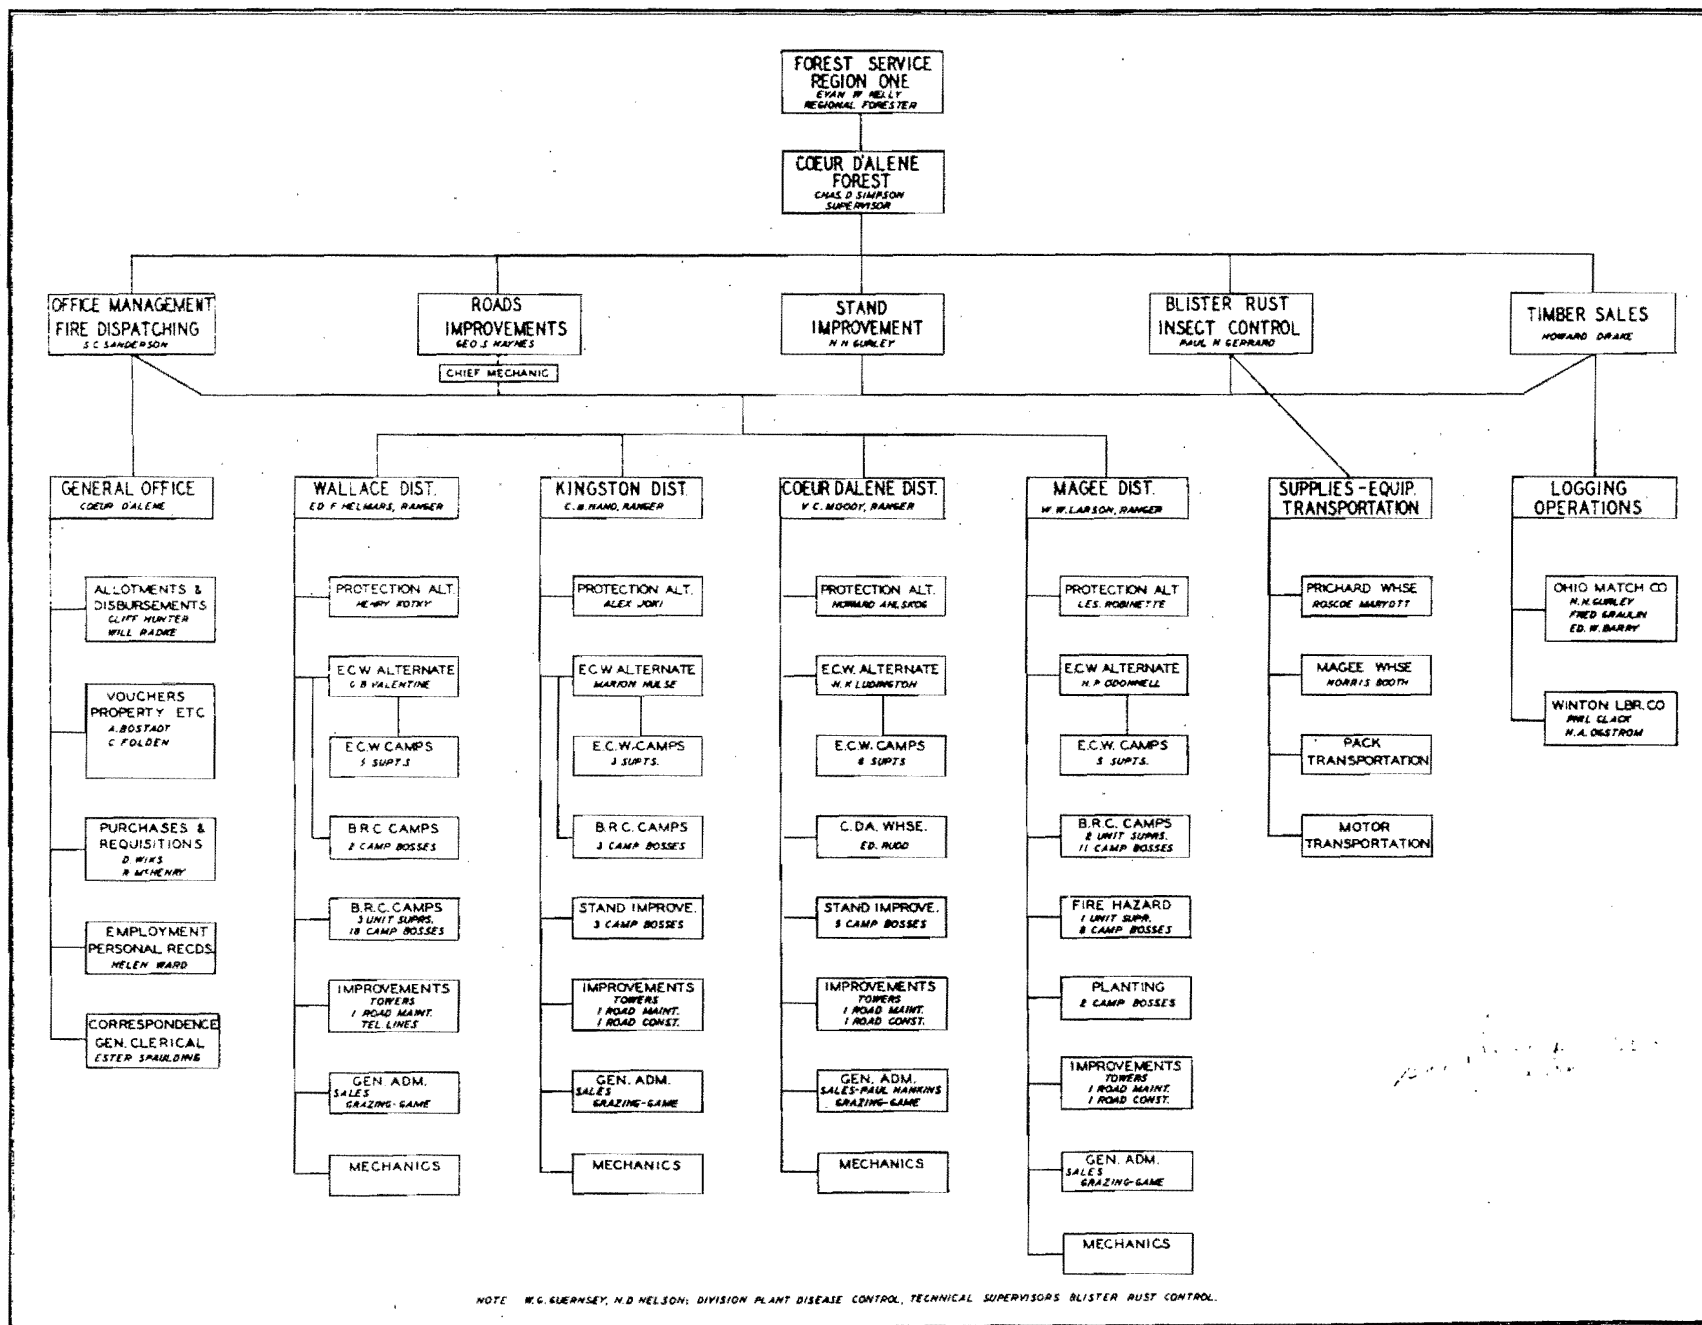 FOREST SERVICE
REGION ONE
EVAN W KELLY
REGIONAL FORESTER
COEUR D'ALENE
FOREST
CHAS. D SIMPSON
SUPERVISOR
OFFICE MANAGEMENT
FIRE DISPATCHING
S C SANDERSON
ROADS
IMPROVEMENTS
GEO. S HAYNES
CHIEF MECHANIC
STAND
IMPROVEMENT
N N GURLEY
BLISTER RUST
INSECT CONTROL
PAUL N GERRARD
TIMBER SALES
HOWARD DRAKE
GENERAL OFFICE
COEUR D'ALENE
ALLOTMENTS &
DISBURSEMENTS
CLIFF HUNTER
WILL RADKE
VOUCHERS
PROPERTY ETC
A. BOSTADT
C FOLDEN
PURCHASES &
REQUISITIONS
D. WIKS
R McHENRY
EMPLOYMENT
PERSONAL RECDS.
HELEN WARD
CORRESPONDENCE
GEN. CLERICAL
ESTER SPAULDING
WALLACE DIST.
ED F. HELMARS, RANGER
PROTECTION ALT.
HENRY KOTKY
E.C.W ALTERNATE
G B VALENTINE
E.C.W CAMPS
5 SUPT.S
B R C CAMPS
2 CAMP BOSSES
B.R.C. CAMPS
3 UNIT SUPRS.
18 CAMP BOSSES
IMPROVEMENTS
TOWERS
1 ROAD MAINT.
TEL LINES
GEN. ADM.
SALES
GRAZING-GAME
MECHANICS
KINGSTON DIST.
C. B. HAND, RANGER
PROTECTION ALT.
ALEX JOKI
E.C.W ALTERNATE
MARION HULSE
E.C.W. CAMPS
3 SUPTS.
B.R.C. CAMPS
3 CAMP BOSSES
STAND IMPROVE.
3 CAMP BOSSES
IMPROVEMENTS
TOWERS
1 ROAD MAINT.
1 ROAD CONST.
GEN. ADM.
SALES
GRAZING-GAME
MECHANICS
COEUR DALENE DIST.
V C. MOODY, RANGER
PROTECTION ALT.
HOWARD AHLSKOG
E.C.W. ALTERNATE
H. K LUDINGTON
E.C.W. CAMPS
8 SUPTS
C. DA. WHSE.
ED. RUDD
STAND IMPROVE.
5 CAMP BOSSES
IMPROVEMENTS
TOWERS
1 ROAD MAINT.
1 ROAD CONST.
GEN. ADM.
SALES-PAUL HANKINS
GRAZING-GAME
MECHANICS
MAGEE DIST.
W. W. LARSON, RANGER
PROTECTION ALT
LES. ROBINETTE
E.C.W ALTERNATE
H. P ODONNELL
E.C.W. CAMPS
5 SUPTS.
B.R.C. CAMPS
2 UNIT SUPRS.
11 CAMP BOSSES
FIRE HAZARD
1 UNIT SUPR.
8 CAMP BOSSES
PLANTING
2 CAMP BOSSES
IMPROVEMENTS
TOWERS
1 ROAD MAINT.
1 ROAD CONST.
GEN. ADM.
SALES
GRAZING-GAME
MECHANICS
SUPPLIES-EQUIP.
TRANSPORTATION
PRICHARD WHSE
ROSCOE MARYOTT
MAGEE WHSE
NORRIS BOOTH
PACK
TRANSPORTATION
MOTOR
TRANSPORTATION
LOGGING
OPERATIONS
OHIO MATCH CO
N. N. GURLEY
FRED GRAULIN
ED. W. BARRY
WINTON LBR. CO
PHIL CLACK
N. A. OGSTROM
NOTE W. G. GUERNSEY, N. D NELSON; DIVISION PLANT DISEASE CONTROL, TECHNICAL SUPERVISORS BLISTER RUST CONTROL.